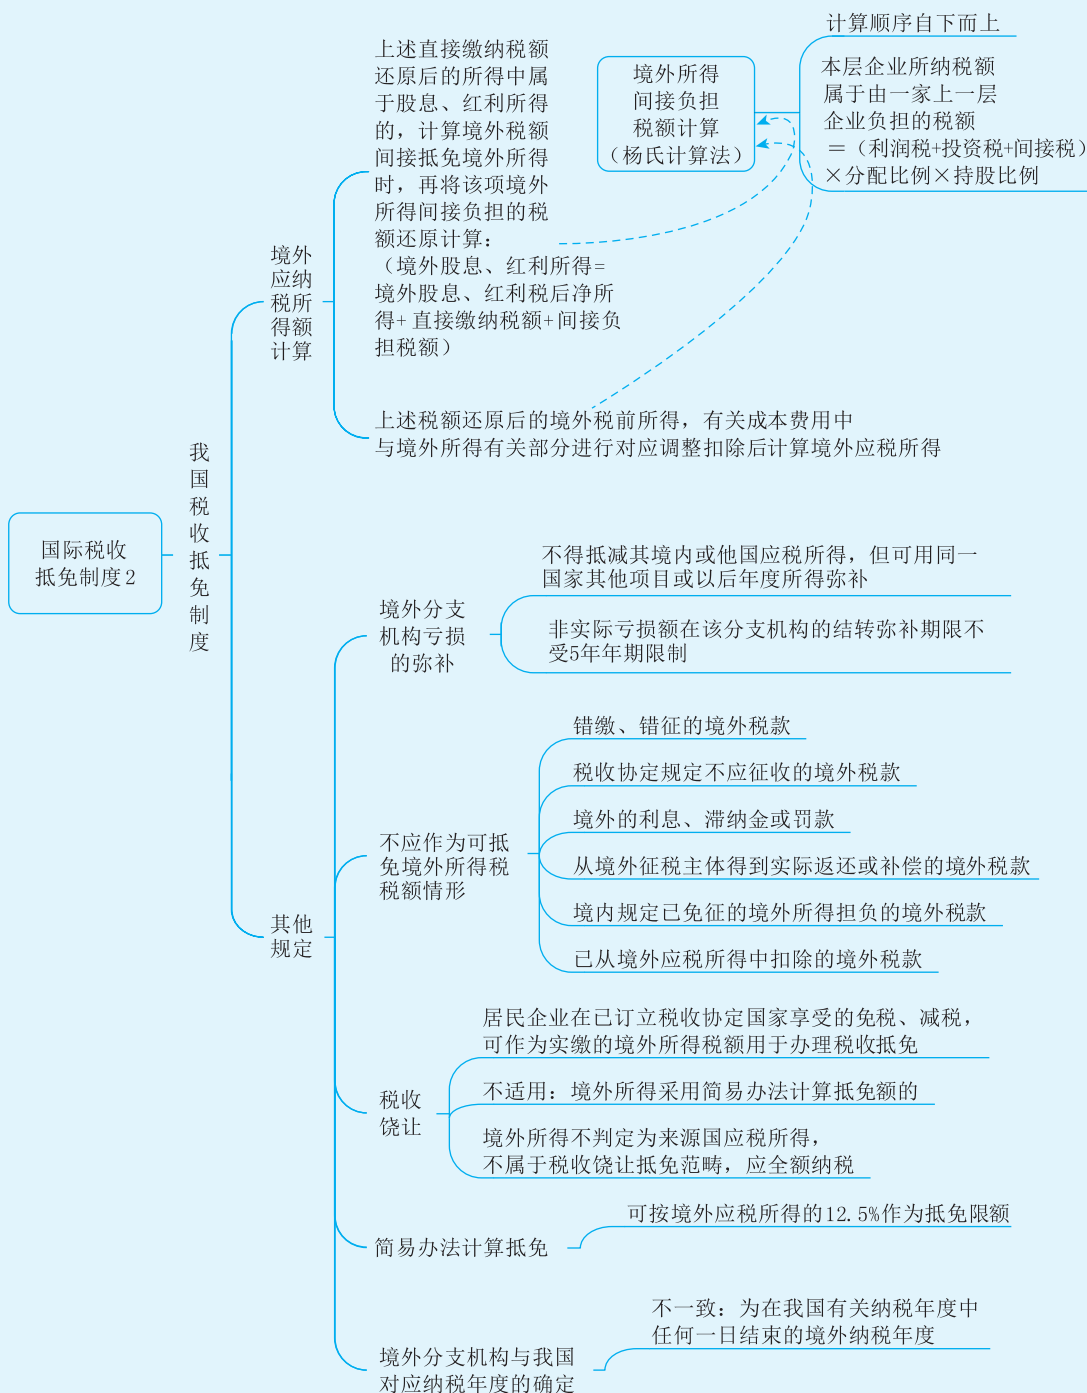 国际税收
抵免制度2
我国税收抵免制度
境外
应纳
税所
得额
计算
上述直接缴纳税额
还原后的所得中属
于股息、红利所得
的，计算境外税额
间接抵免境外所得
时，再将该项境外
所得间接负担的税
额还原计算：
（境外股息、红利所得=
境外股息、红利税后净所
得+直接缴纳税额+间接负
担税额）
境外所得
间接负担
税额计算
（杨氏计算法）
计算顺序自下而上
本层企业所纳税额
属于由一家上一层
企业负担的税额
＝（利润税+投资税+间接税）
×分配比例×持股比例
上述税额还原后的境外税前所得，有关成本费用中
与境外所得有关部分进行对应调整扣除后计算境外应税所得
其他
规定
境外分支
机构亏损
的弥补
不得抵减其境内或他国应税所得，但可用同一
国家其他项目或以后年度所得弥补
非实际亏损额在该分支机构的结转弥补期限不
受5年年期限制
不应作为可抵
免境外所得税
税额情形
错缴、错征的境外税款
税收协定规定不应征收的境外税款
境外的利息、滞纳金或罚款
从境外征税主体得到实际返还或补偿的境外税款
境内规定已免征的境外所得担负的境外税款
已从境外应税所得中扣除的境外税款
税收
饶让
居民企业在已订立税收协定国家享受的免税、减税，
可作为实缴的境外所得税额用于办理税收抵免
不适用：境外所得采用简易办法计算抵免额的
境外所得不判定为来源国应税所得，
不属于税收饶让抵免范畴，应全额纳税
简易办法计算抵免
可按境外应税所得的12.5%作为抵免限额
境外分支机构与我国
对应纳税年度的确定
不一致：为在我国有关纳税年度中
任何一日结束的境外纳税年度